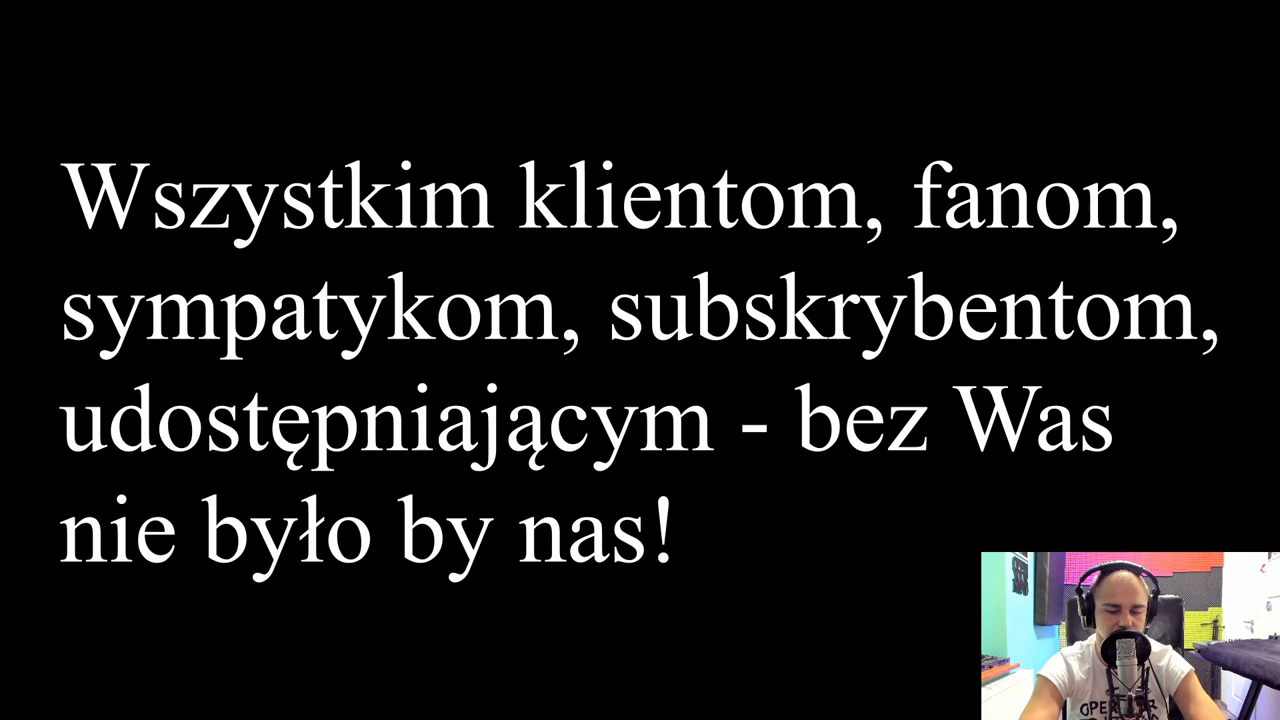 Wszystkim klientom, fanom,
sympatykom, subskrybentom,
udostępniającym - bez Was
nie było by nas!